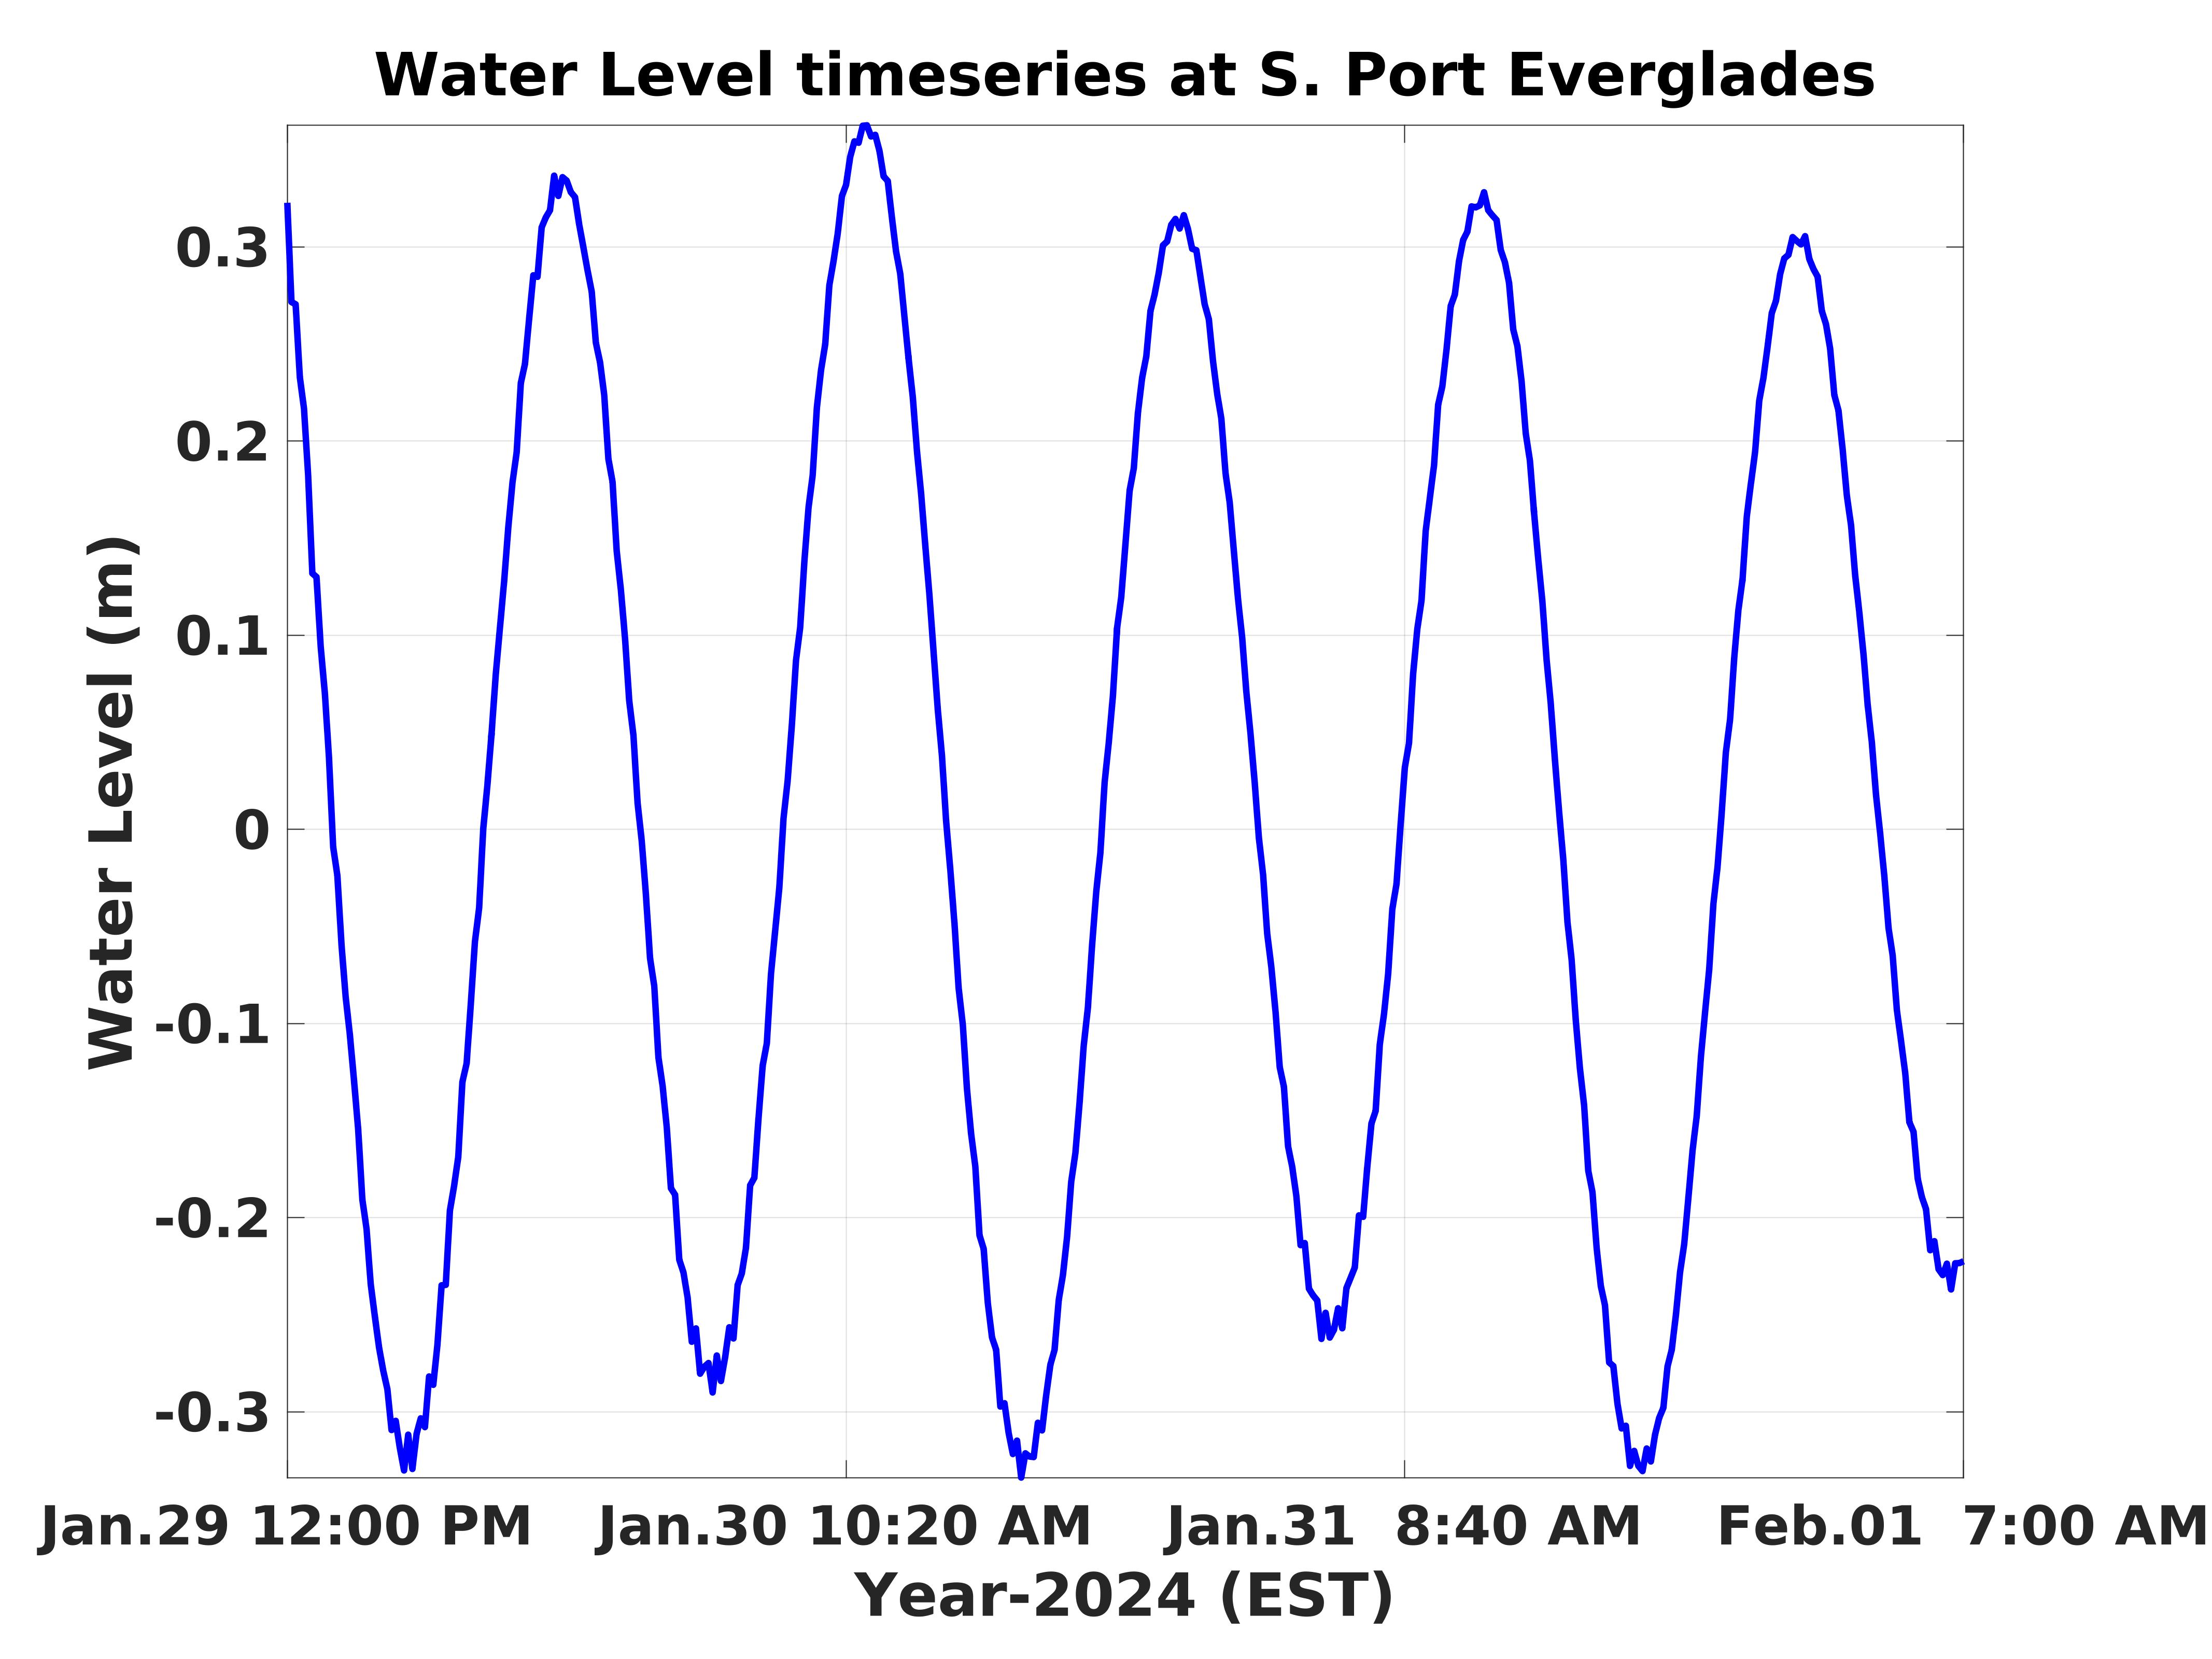 Water Level timeseries at S. Port Everglades
Water Level (m)
0.3
0.2
0.1
0
-0.1
-0.2
-0.3
Jan.29 12:00 PM Jan.30 10:20 AM Jan.31 8:40 AM Feb.01 7:00 AM
Year-2024 (EST)